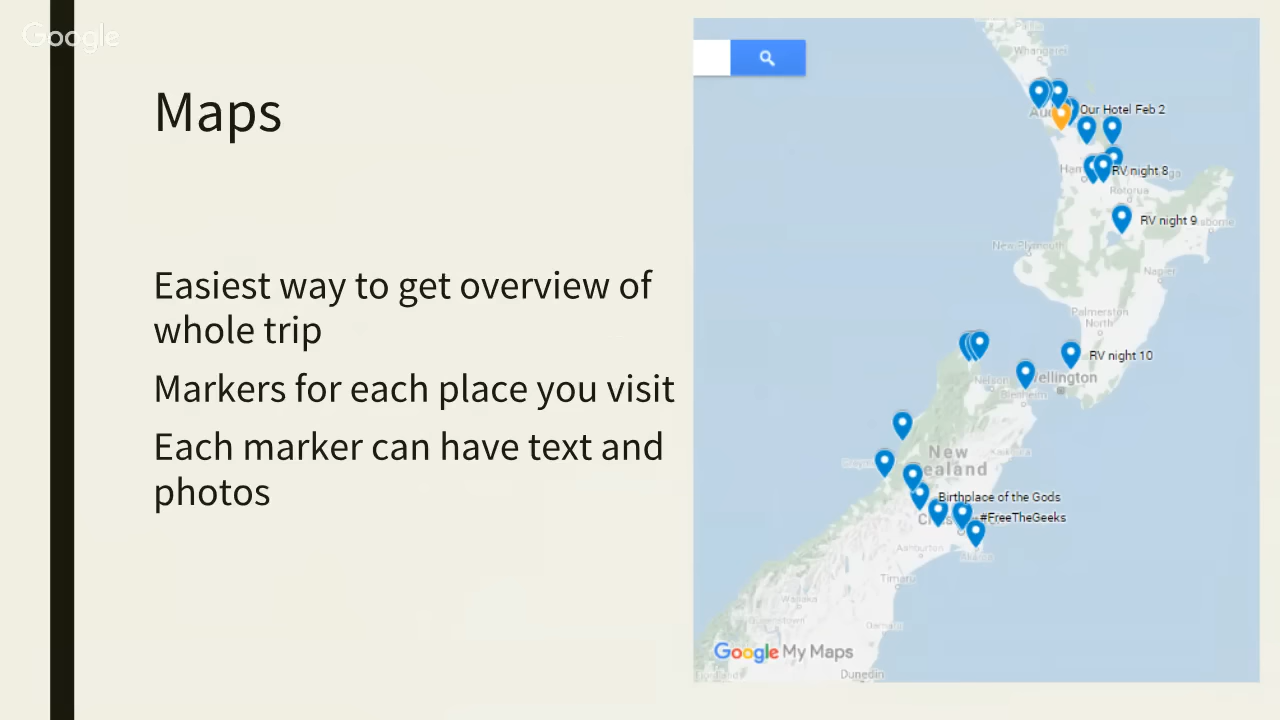 Google
Maps
Easiest way to get overview of
whole trip
Markers for each place you visit
Each marker can have text and
photos
Whangarei
Our Hotel Feb 2
RV night 8
Rotorua
RV night 9
New Plymouth
Napier
Palmerston
North
RV night 10
Nelson
Wellington
Blenheim
New
Zealand
Birthplace of the Gods
#FreeTheGeeks
Ashburton
Timaru
Wanaka
Queenstown
Google My Maps
Dunedin